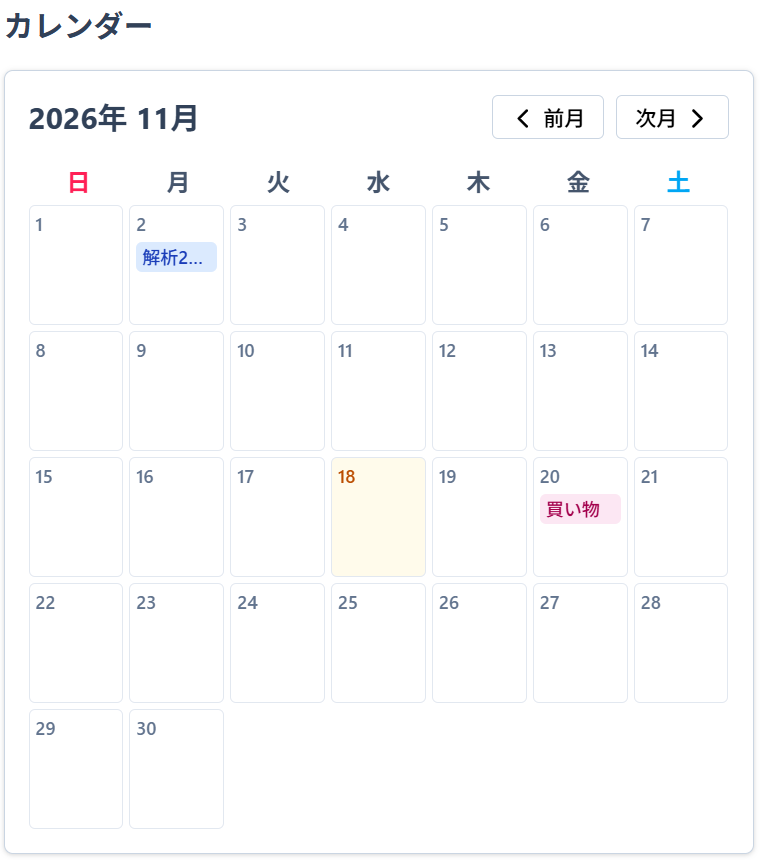 カレンダー
2026年 11月
前月 次月
日 月 火 水 木 金 土
1 2 3 4 5 6 7
解析2...
8 9 10 11 12 13 14
15 16 17 18 19 20 21
買い物
22 23 24 25 26 27 28
29 30